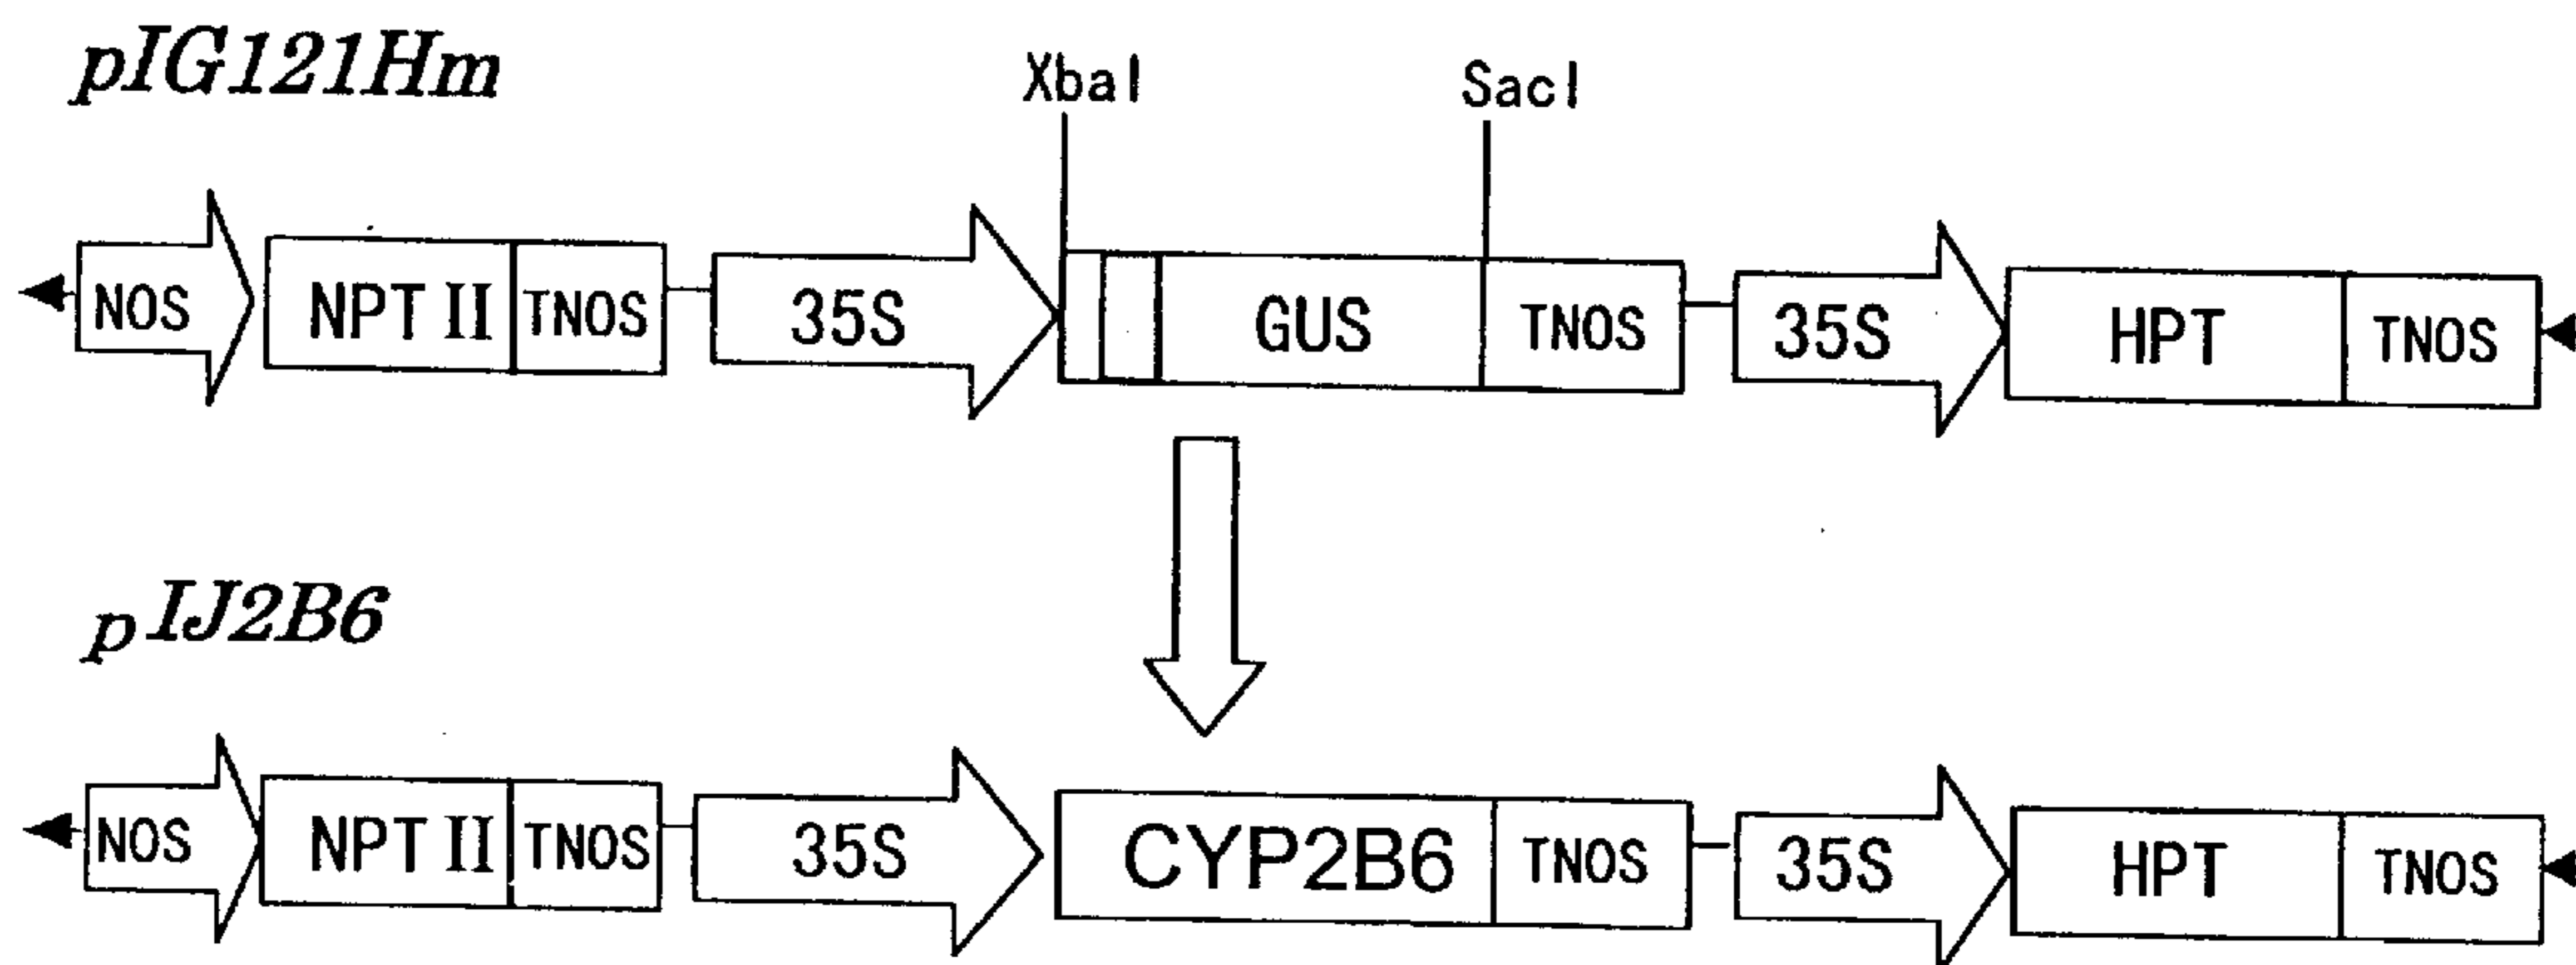 pIG121Hm
XbaI SacI
NOS NPT II TNOS 35S GUS TNOS 35S HPT TNOS
pIJ2B6
NOS NPT II TNOS 35S CYP2B6 TNOS 35S HPT TNOS